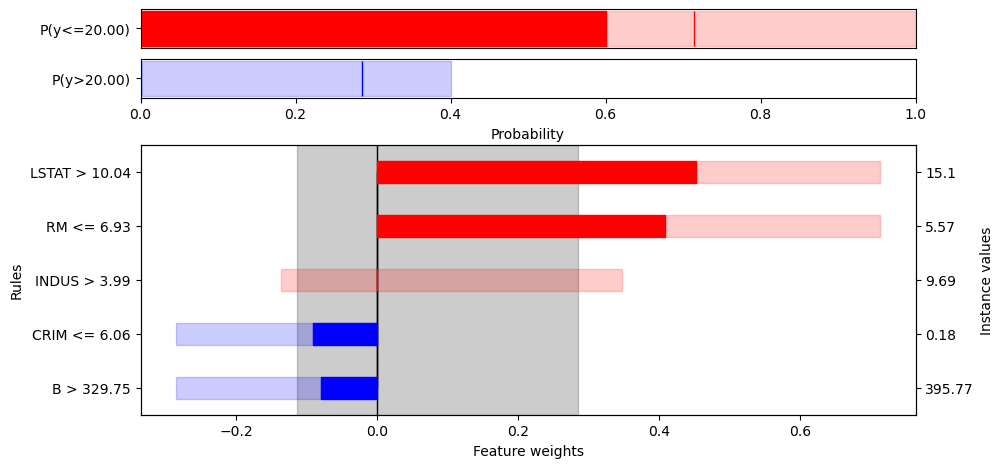 P(y<=20.00)
P(y>20.00)
0.0 0.2 0.4 0.6 0.8 1.0
Probability
Rules
LSTAT > 10.04 15.1
RM <= 6.93 5.57
INDUS > 3.99 9.69
CRIM <= 6.06 0.18
B > 329.75 395.77
Instance values
−0.2 0.0 0.2 0.4 0.6
Feature weights